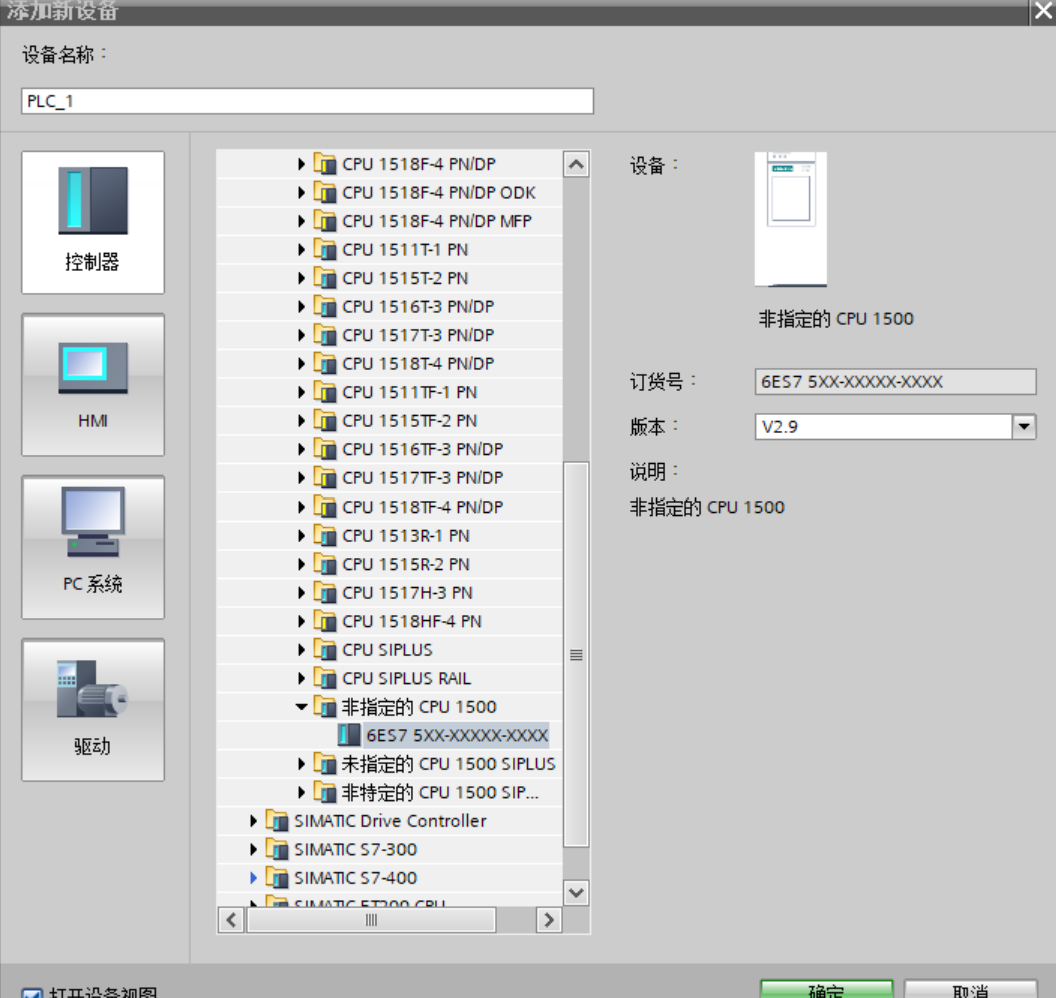 添加新设备
设备名称：
PLC_1
控制器
HMI
PC 系统
驱动
CPU 1518F-4 PN/DP
CPU 1518F-4 PN/DP ODK
CPU 1518F-4 PN/DP MFP
CPU 1511T-1 PN
CPU 1515T-2 PN
CPU 1516T-3 PN/DP
CPU 1517T-3 PN/DP
CPU 1518T-4 PN/DP
CPU 1511TF-1 PN
CPU 1515TF-2 PN
CPU 1516TF-3 PN/DP
CPU 1517TF-3 PN/DP
CPU 1518TF-4 PN/DP
CPU 1513R-1 PN
CPU 1515R-2 PN
CPU 1517H-3 PN
CPU 1518HF-4 PN
CPU SIPLUS
CPU SIPLUS RAIL
非指定的 CPU 1500
6ES7 5XX-XXXXX-XXXX
未指定的 CPU 1500 SIPLUS
非特定的 CPU 1500 SIP...
SIMATIC Drive Controller
SIMATIC S7-300
SIMATIC S7-400
SIMATIC ET200 CPU
设备：
非指定的 CPU 1500
订货号：
6ES7 5XX-XXXXX-XXXX
版本：
V2.9
说明：
非指定的 CPU 1500
打开设备视图
确定
取消